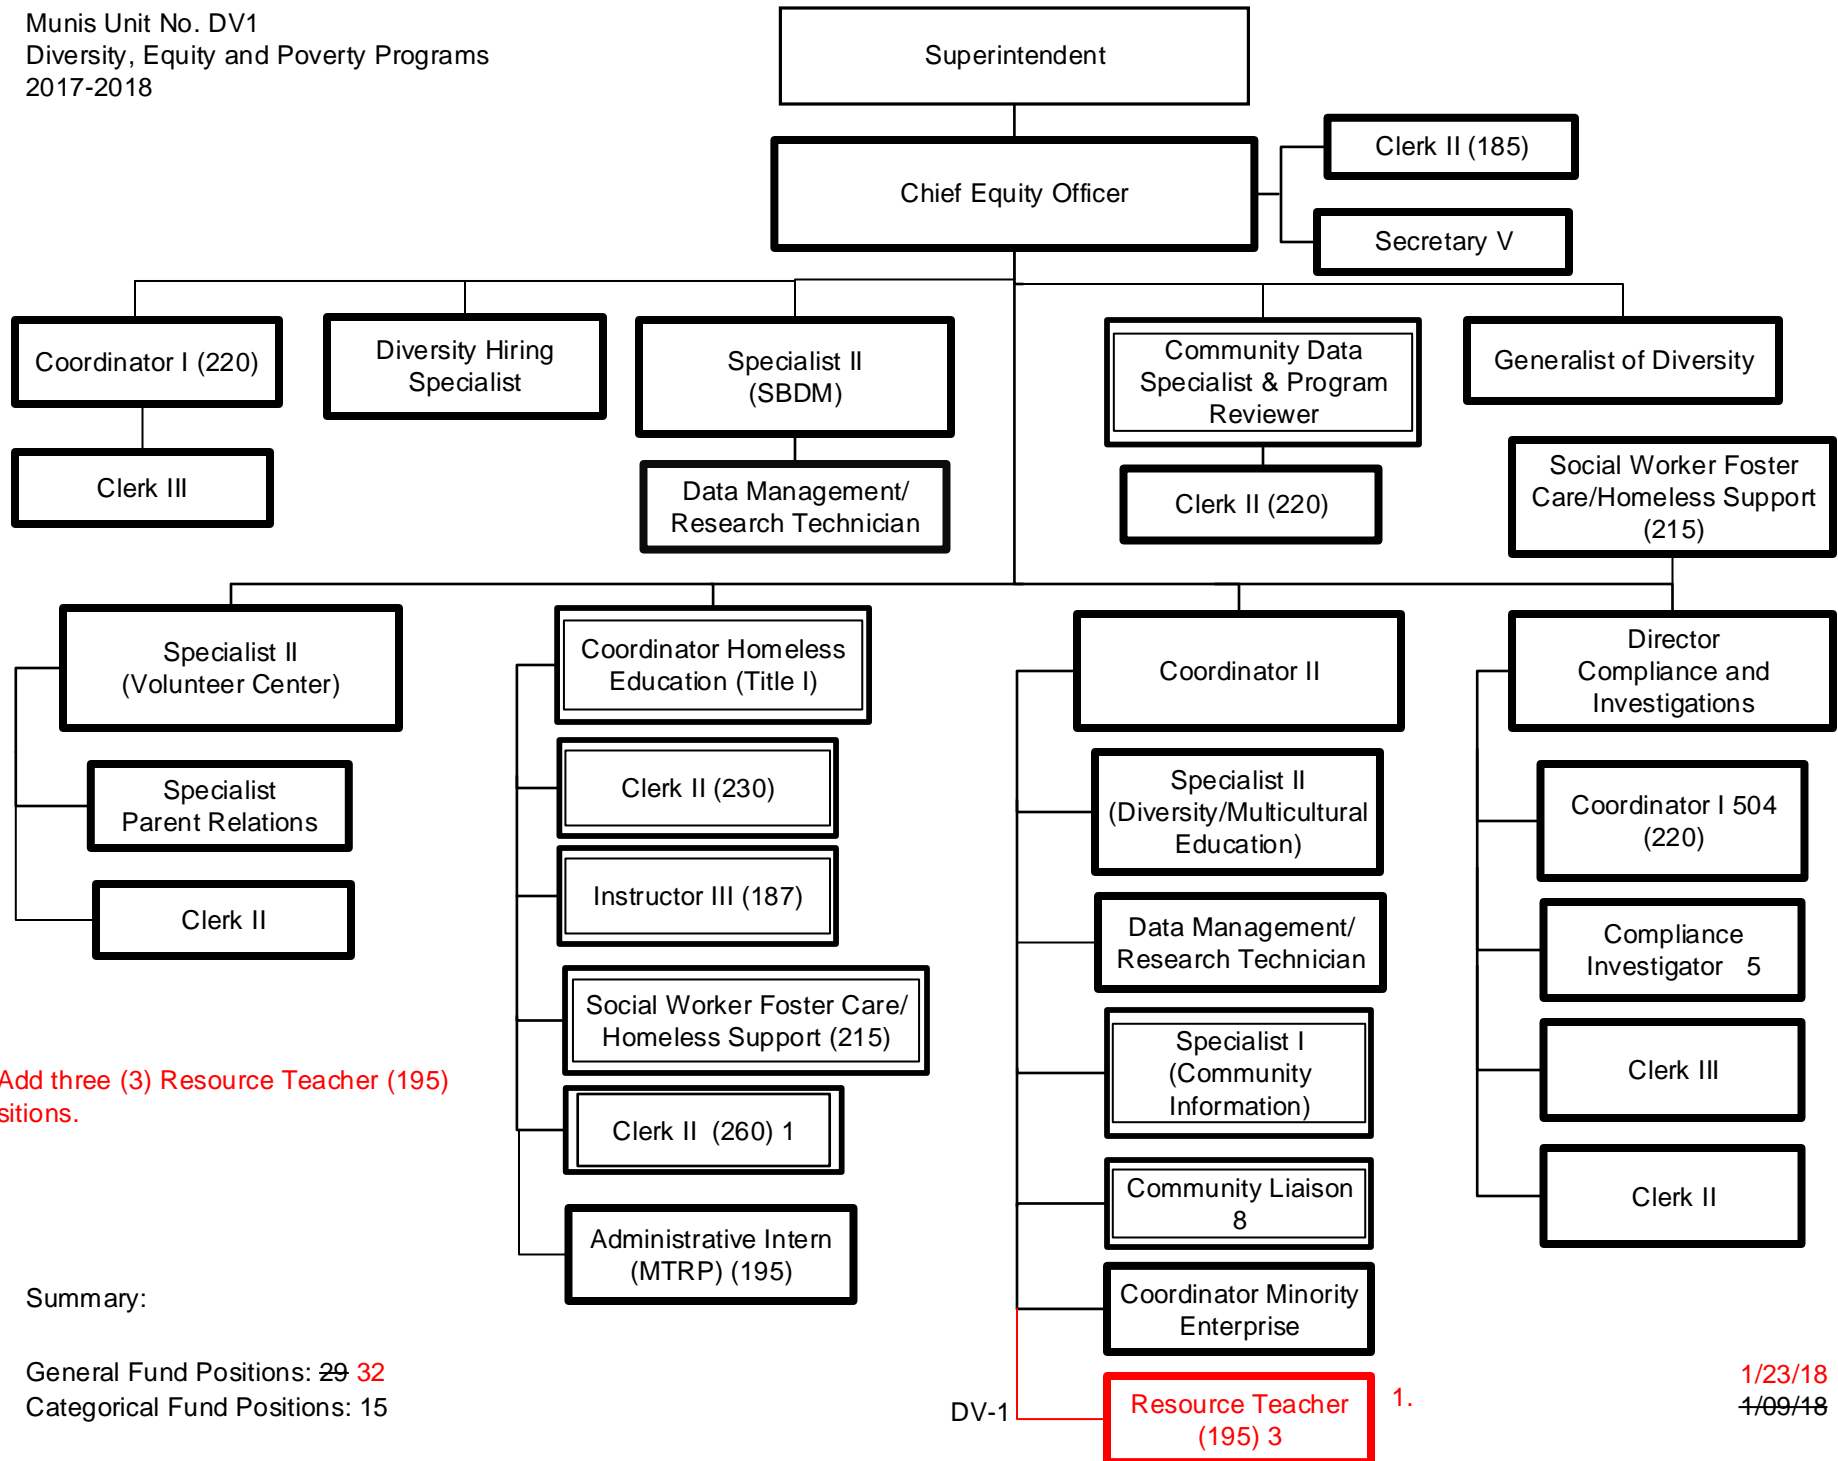 Munis Unit No. DV1
Diversity, Equity and Poverty Programs
2017-2018
Superintendent
Chief Equity Officer
Clerk II (185)
Secretary V
Coordinator I (220)
Diversity Hiring
Specialist
Specialist II
(SBDM)
Community Data
Specialist & Program
Reviewer
Generalist of Diversity
Clerk III
Data Management/
Research Technician
Clerk II (220)
Social Worker Foster
Care/Homeless Support
(215)
Specialist II
(Volunteer Center)
Specialist
Parent Relations
Clerk II
Coordinator Homeless
Education (Title I)
Clerk II (230)
Instructor III (187)
Social Worker Foster Care/
Homeless Support (215)
Clerk II  (260) 1
Administrative Intern
(MTRP) (195)
Coordinator II
Specialist II
(Diversity/Multicultural
Education)
Data Management/
Research Technician
Specialist I
(Community
Information)
Community Liaison
8
Coordinator Minority
Enterprise
Resource Teacher
(195) 3
1.
DV-1
Director
Compliance and
Investigations
Coordinator I 504
(220)
Compliance
Investigator  5
Clerk III
Clerk II
Add three (3) Resource Teacher (195)
sitions.
Summary:
General Fund Positions: 29 32
Categorical Fund Positions: 15
1/23/18
1/09/18